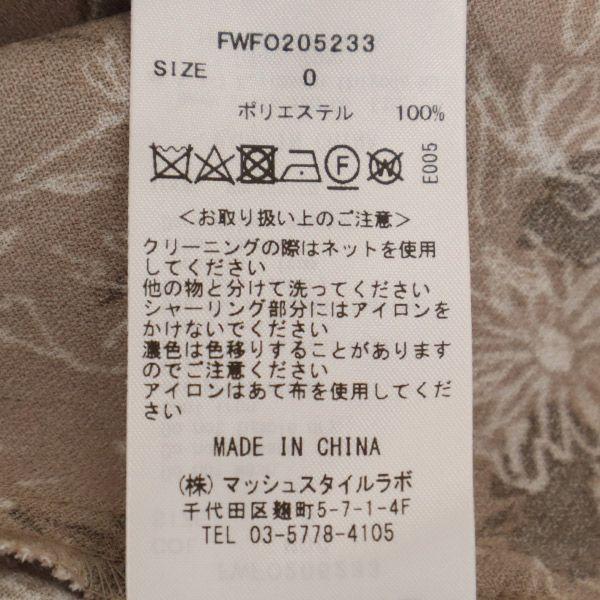 FWFO205233
SIZE 0
ポリエステル 100%
F W E005
<お取り扱い上のご注意>
クリーニングの際はネットを使用
してください
他の物と分けて洗ってください
シャーリング部分にはアイロンを
かけないでください
濃色は色移りすることがあります
のでご注意ください
アイロンはあて布を使用してくだ
さい
MADE IN CHINA
(株) マッシュスタイルラボ
千代田区麹町5-7-1-4F
TEL 03-5778-4105